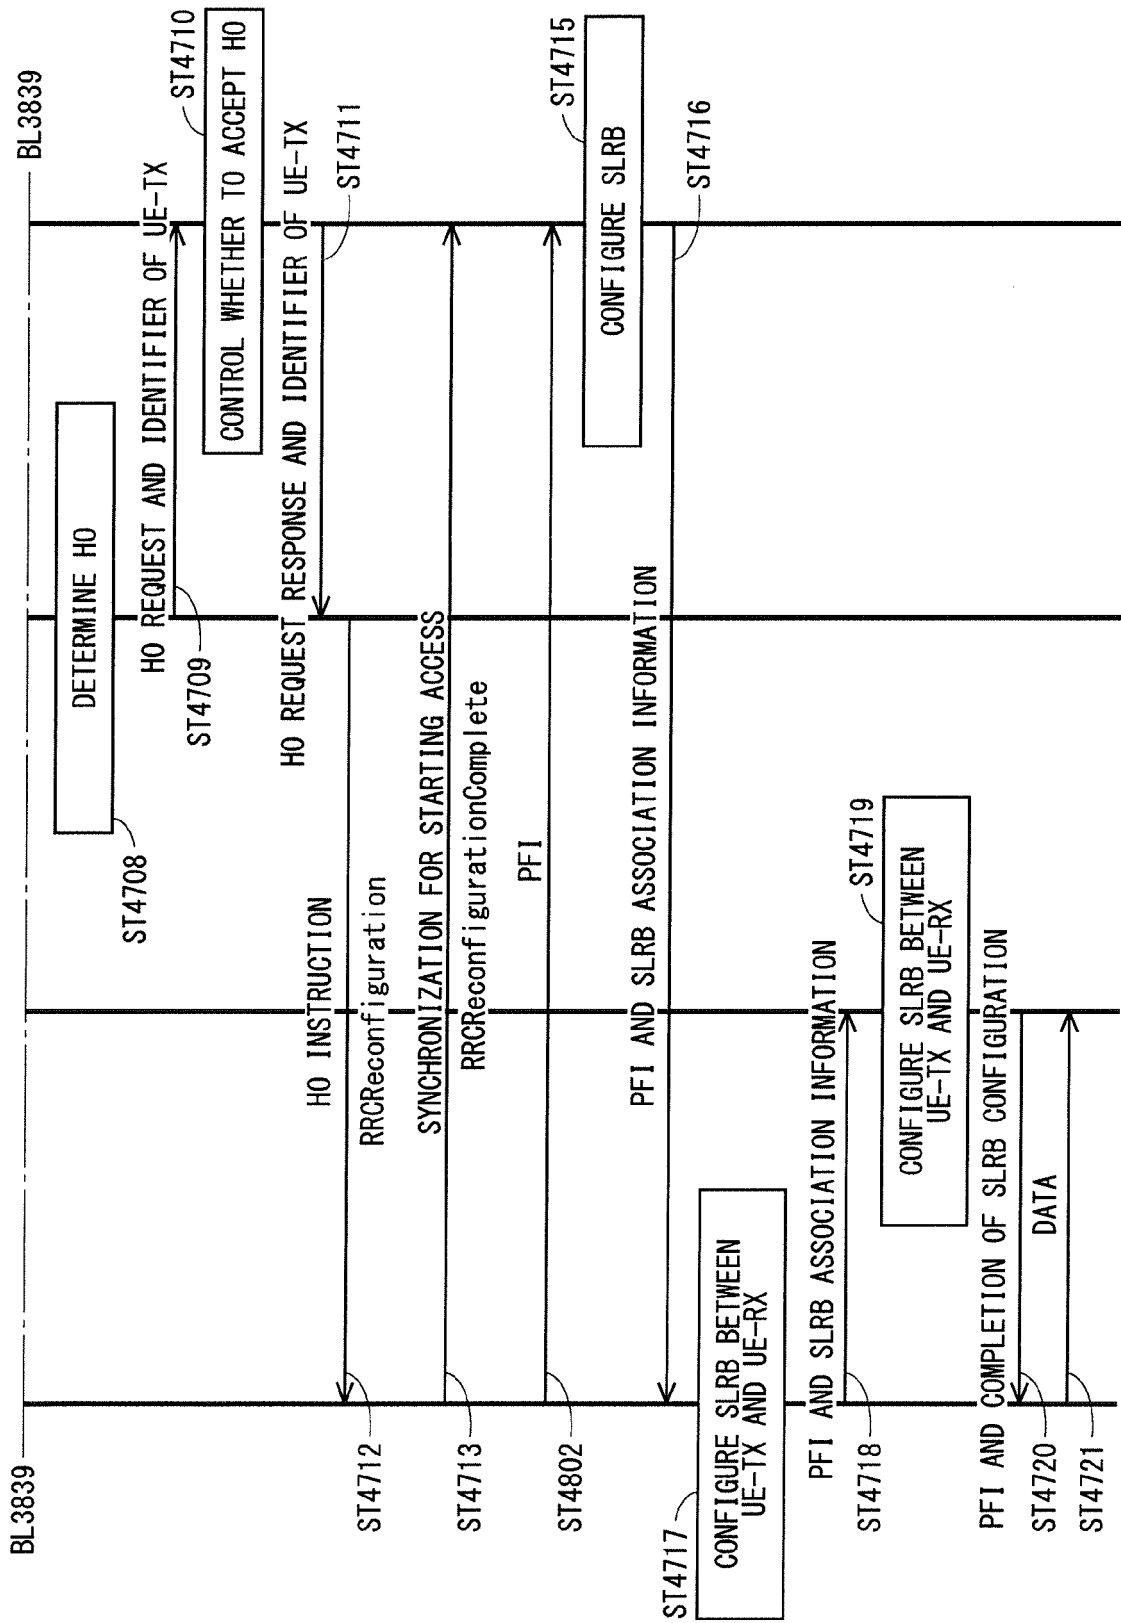 BL3839
BL3839
DETERMINE HO
ST4708
HO REQUEST AND IDENTIFIER OF UE-TX
ST4709
CONTROL WHETHER TO ACCEPT HO
ST4710
HO REQUEST RESPONSE AND IDENTIFIER OF UE-TX
ST4711
HO INSTRUCTION
RRCReconfiguration
ST4712
SYNCHRONIZATION FOR STARTING ACCESS
RRCReconfigurationComplete
ST4713
PFI
ST4802
CONFIGURE SLRB
ST4715
PFI AND SLRB ASSOCIATION INFORMATION
ST4716
CONFIGURE SLRB BETWEEN
UE-TX AND UE-RX
ST4717
PFI AND SLRB ASSOCIATION INFORMATION
ST4718
CONFIGURE SLRB BETWEEN
UE-TX AND UE-RX
ST4719
PFI AND COMPLETION OF SLRB CONFIGURATION
ST4720
DATA
ST4721